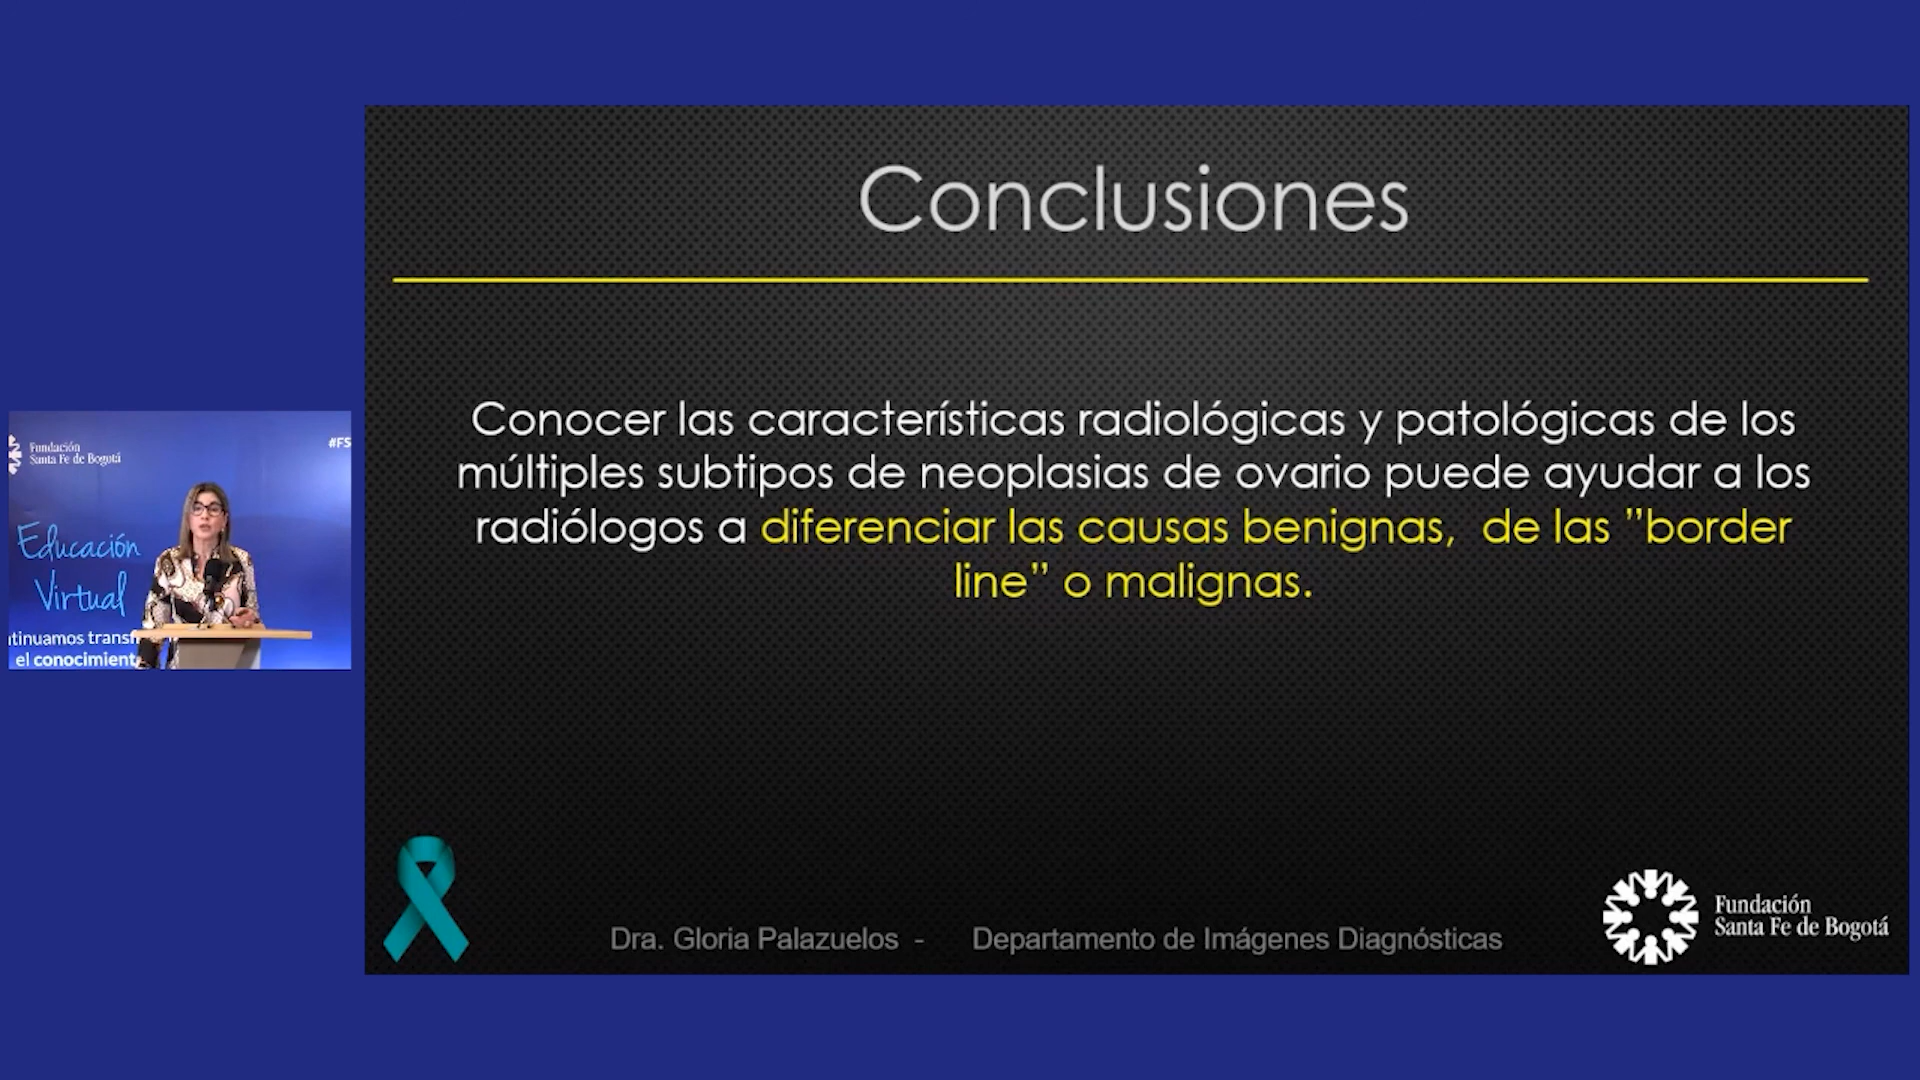 Conclusiones
Conocer las características radiológicas y patológicas de los
múltiples subtipos de neoplasias de ovario puede ayudar a los
radiólogos a diferenciar las causas benignas, de las ”border
line” o malignas.
Dra. Gloria Palazuelos - Departamento de Imágenes Diagnósticas
Fundación
Santa Fe de Bogotá
Fundación
Santa Fe de Bogotá
#FS
Educación
Virtual
ntinuamos transf
el conocimient